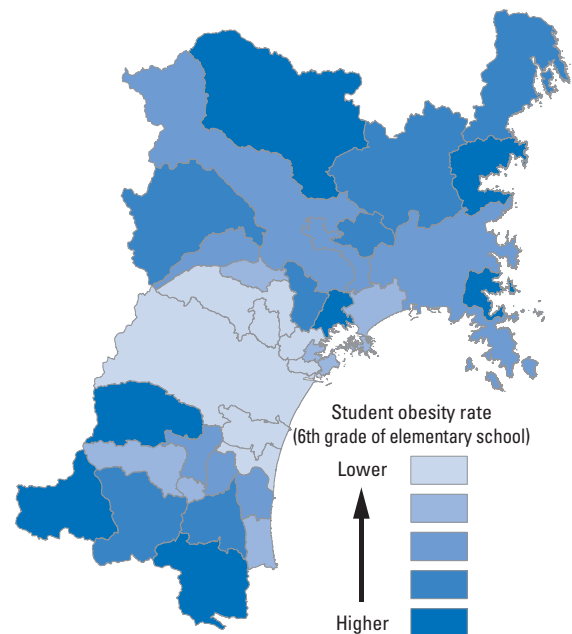 Student obesity rate
(6th grade of elementary school)
Lower
Higher